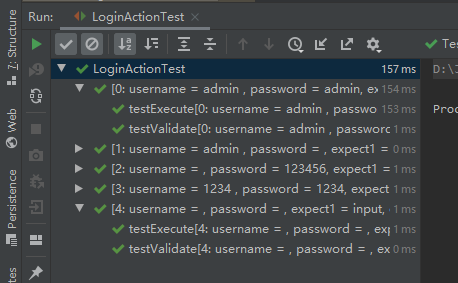 Run: LoginActionTest ×
Z: Structure
Web
Persistence
LoginActionTest 157 ms
[0: username = admin , password = admin, ex 154 ms
testExecute[0: username = admin , passwo 153 ms
testValidate[0: username = admin , password 1 ms
[1: username = admin , password = , expect1 = 0 ms
[2: username = , password = 123456, expect1 = 1 ms
[3: username = 1234 , password = 1234, expect 1 ms
[4: username = , password = , expect1 = input, 1 ms
testExecute[4: username = , password = , exp 1 ms
testValidate[4: username = , password = , ex 0 ms
Te
D:\
Proc